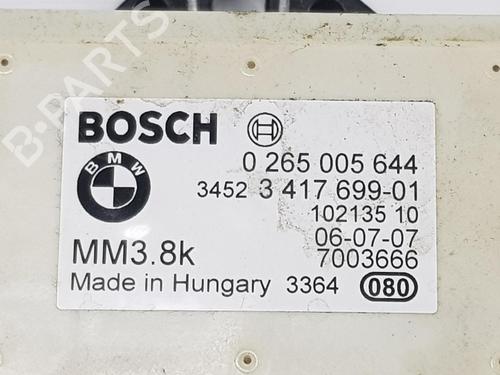 BOSCH
BMW
0 265 005 644
3452 3 417 699-01
102135 10
06-07-07
MM3.8k
7003666
Made in Hungary 3364 080
B-PARTS